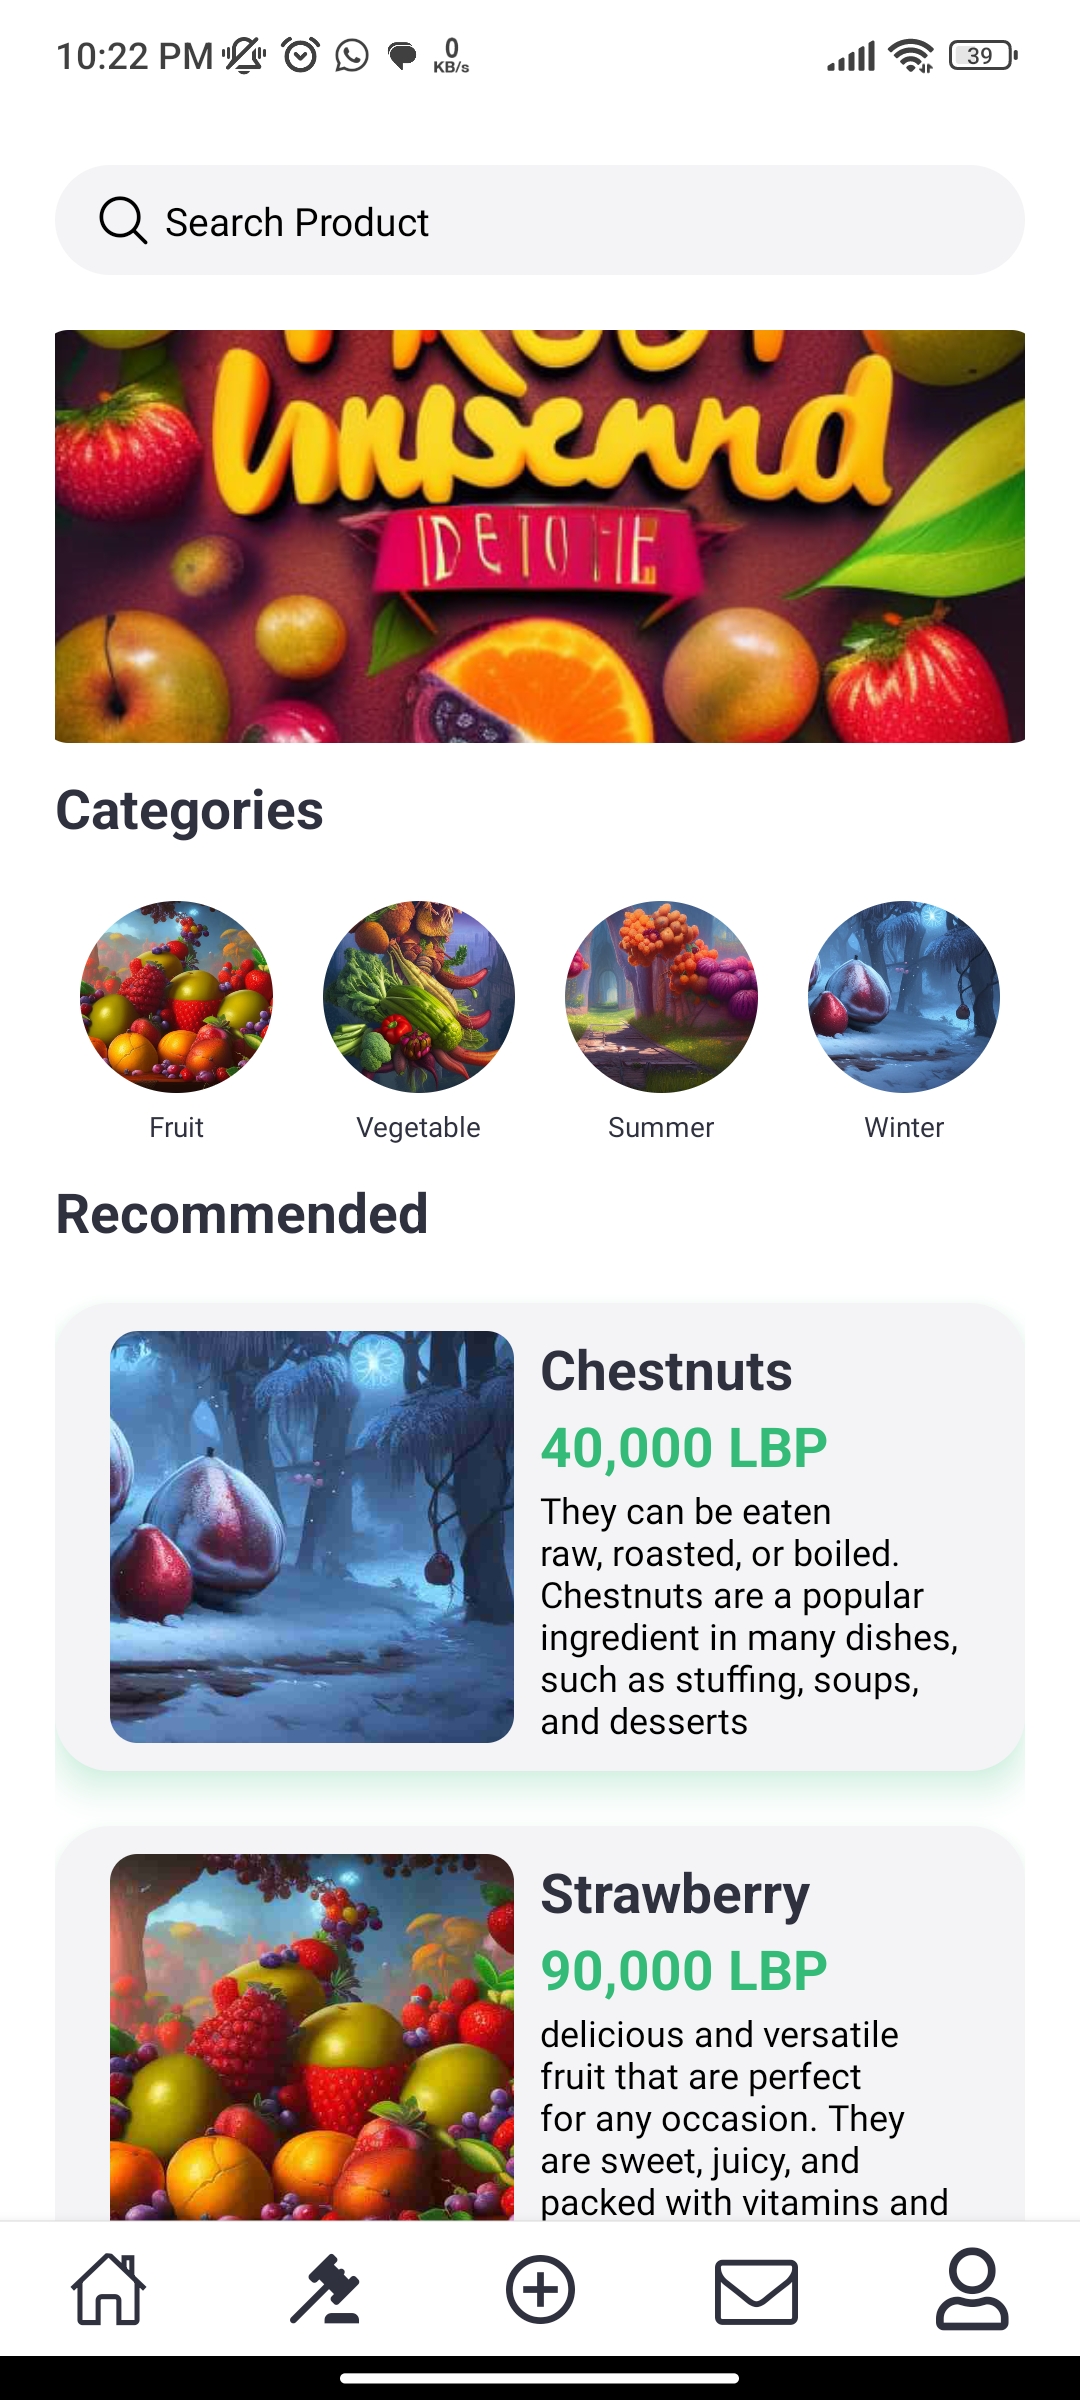 10:22 PM
0
KB/s
39
Search Product
IDETO HE
Categories
Fruit
Vegetable
Summer
Winter
Recommended
Chestnuts
40,000 LBP
They can be eaten
raw, roasted, or boiled.
Chestnuts are a popular
ingredient in many dishes,
such as stuffing, soups,
and desserts
Strawberry
90,000 LBP
delicious and versatile
fruit that are perfect
for any occasion. They
are sweet, juicy, and
packed with vitamins and